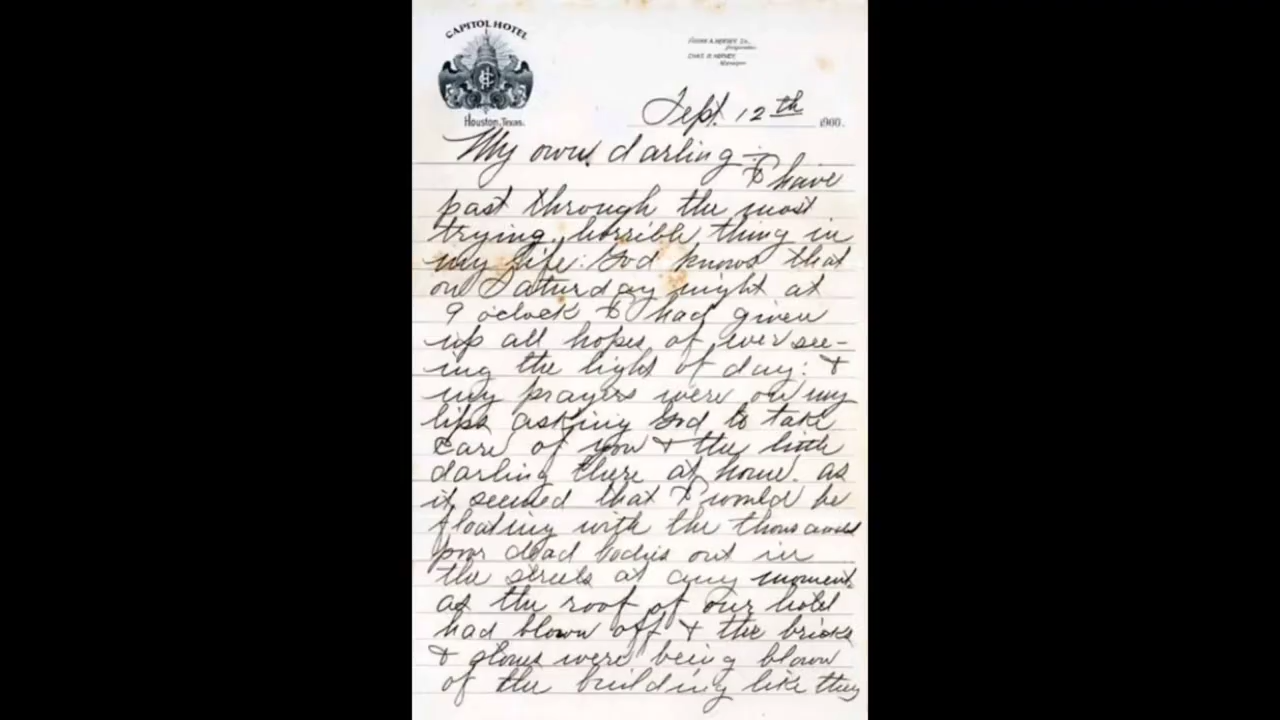 CAPITOL HOTEL
Houston, Texas.
Manager.
Sept. 12th 1900.
My own darling :- I have
past through the most
trying, horrible thing in
my life: God knows that
on Saturday night at
9 oclock I had given
up all hopes of ever see-
ing the light of day: &
my prayers were on my
lips asking God to take
care of you & the little
darling there at home. as
it seemed that I would be
floating with the thousand
poor dead bodies out in
the streets at any moment
as the roof of our hotel
had blown off & the bricks
& were being blown
of the building like they